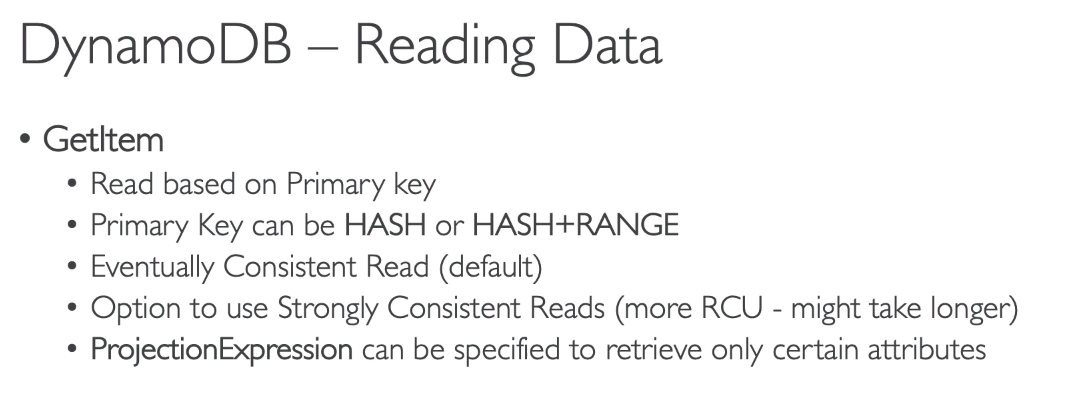 DynamoDB – Reading Data
• GetItem
• Read based on Primary key
• Primary Key can be HASH or HASH+RANGE
• Eventually Consistent Read (default)
• Option to use Strongly Consistent Reads (more RCU - might take longer)
• ProjectionExpression can be specified to retrieve only certain attributes